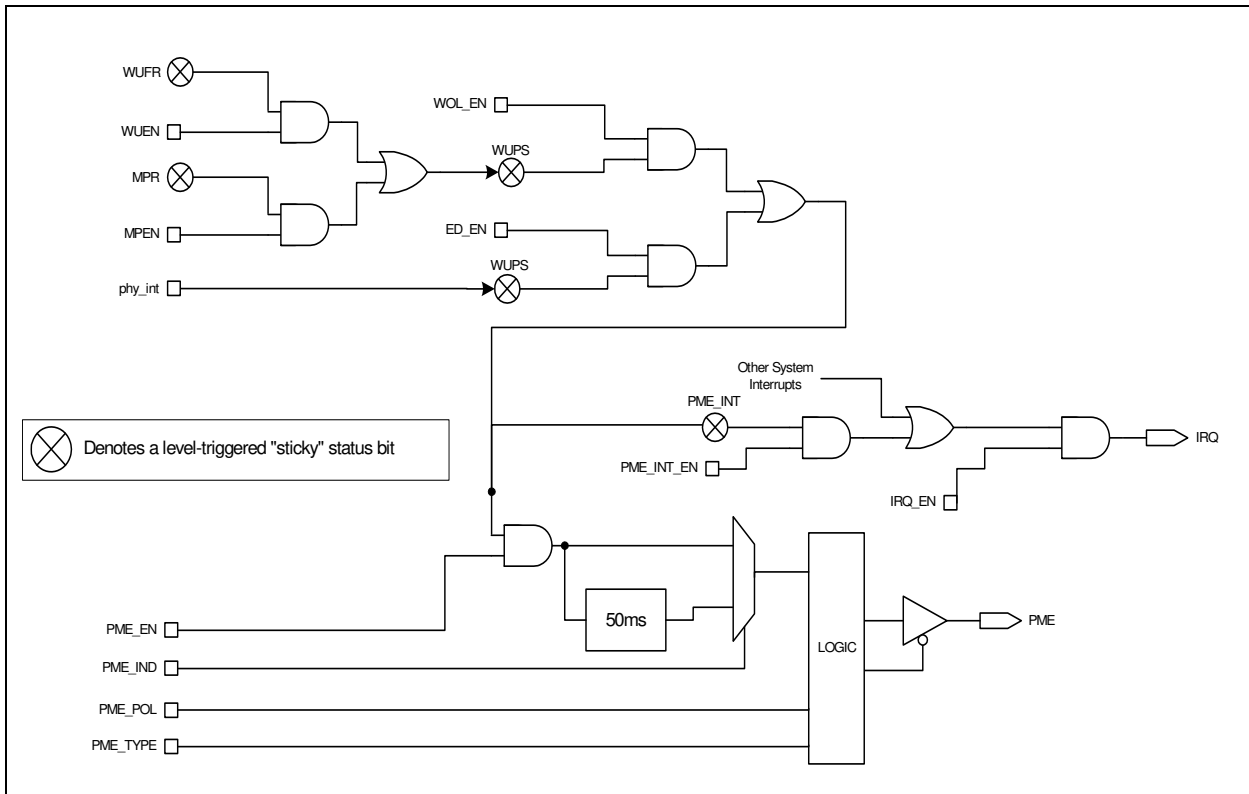 WUFR
WUEN
MPR
MPEN
phy_int
WOL_EN
WUPS
ED_EN
WUPS
Other System
Interrupts
PME_INT
PME_INT_EN
IRQ_EN
IRQ
Denotes a level-triggered "sticky" status bit
50ms
LOGIC
PME
PME_EN
PME_IND
PME_POL
PME_TYPE